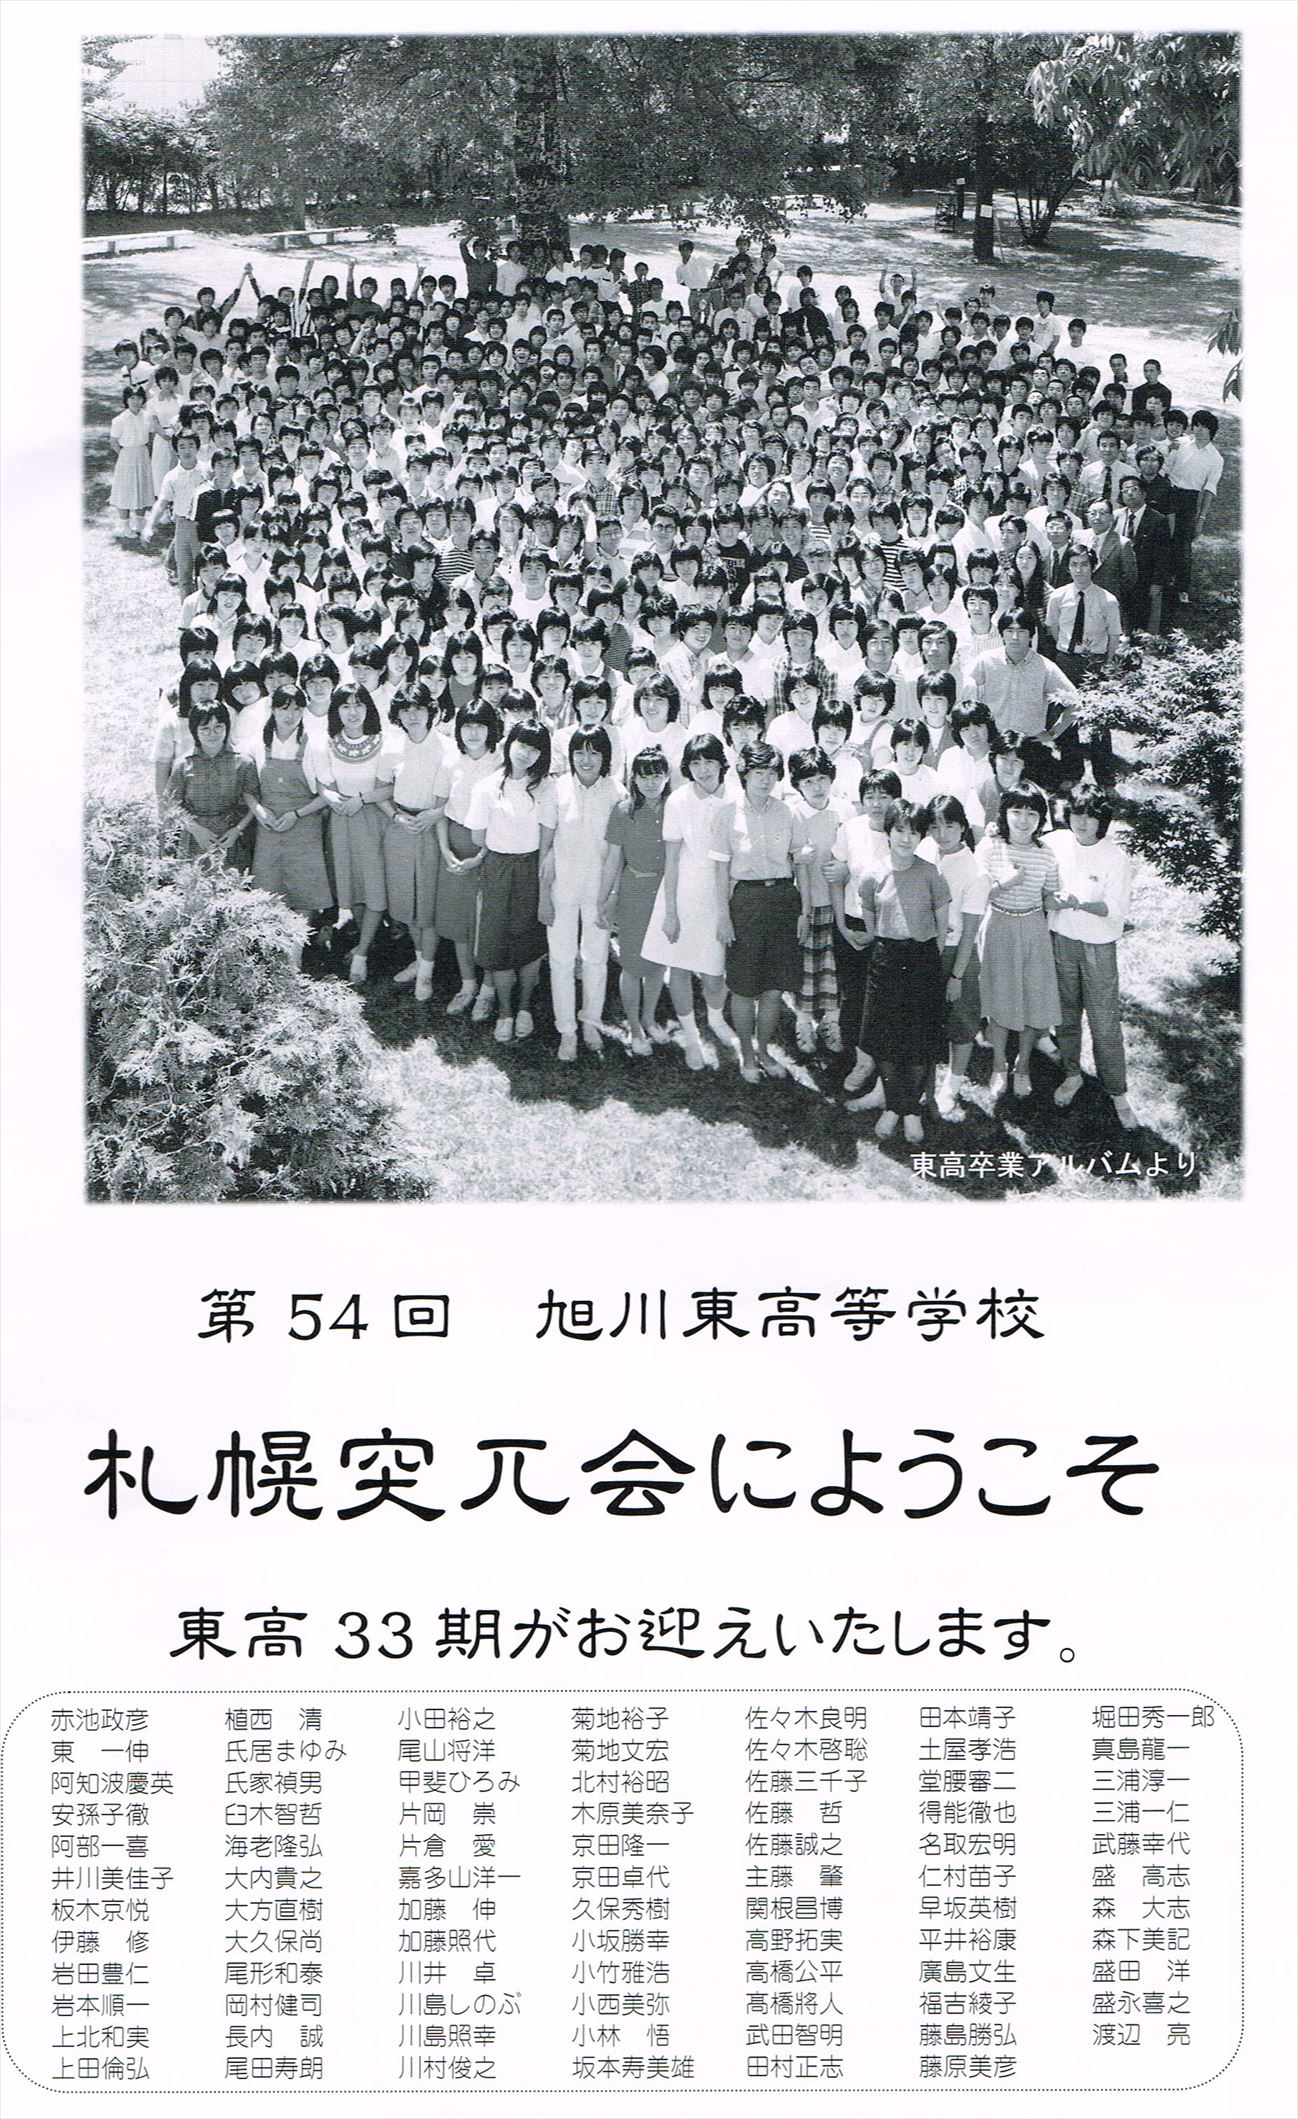 東高卒業アルバムより
第54回　旭川東高等学校
札幌突兀会にようこそ
東高33期がお迎えいたします。
赤池政彦　植西　清　小田裕之　菊地裕子　佐々木良明　田本靖子　堀田秀一郎
東　一伸　氏居まゆみ　尾山将洋　菊地文宏　佐々木啓聡　土屋孝浩　真島龍一
阿知波慶英　氏家禎男　甲斐ひろみ　北村裕昭　佐藤三千子　堂腰審二　三浦淳一
安孫子徹　臼木智哲　片岡　崇　木原美奈子　佐藤　哲　得能徹也　三浦一仁
阿部一喜　海老隆弘　片倉　愛　京田隆一　佐藤誠之　名取宏明　武藤幸代
井川美佳子　大内貴之　嘉多山洋一　京田卓代　主藤　肇　仁村苗子　盛　高志
板木京悦　大方直樹　加藤　伸　久保秀樹　関根昌博　早坂英樹　森　大志
伊藤　修　大久保尚　加藤照代　小坂勝幸　高野拓実　平井裕康　森下美記
岩田豊仁　尾形和泰　川井　卓　小竹雅浩　高橋公平　廣島文生　盛田　洋
岩本順一　岡村健司　川島しのぶ　小西美弥　髙橋將人　福吉綾子　盛永喜之
上北和実　長内　誠　川島照幸　小林　悟　武田智明　藤島勝弘　渡辺　亮
上田倫弘　尾田寿朗　川村俊之　坂本寿美雄　田村正志　藤原美彦